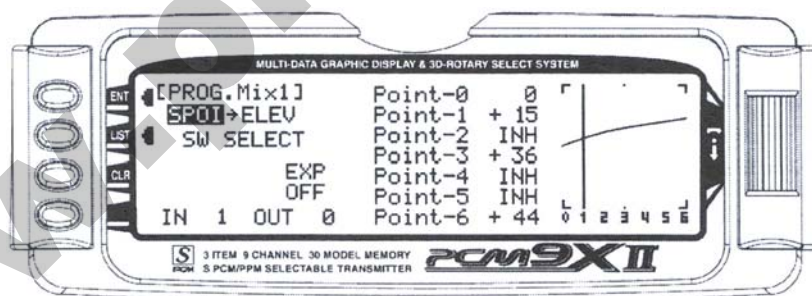 MULTI-DATA GRAPHIC DISPLAY & 3D-ROTARY SELECT SYSTEM
ENT
LIST
CLR
[PROG.Mix1]
SPOI→ELEV
SW SELECT
EXP
OFF
IN 1 OUT 0
Point-0 0
Point-1 + 15
Point-2 INH
Point-3 + 36
Point-4 INH
Point-5 INH
Point-6 + 44
0 1 2 3 4 5 6
S
PCM
3 ITEM 9 CHANNEL 30 MODEL MEMORY
S PCM/PPM SELECTABLE TRANSMITTER
PCM9X II